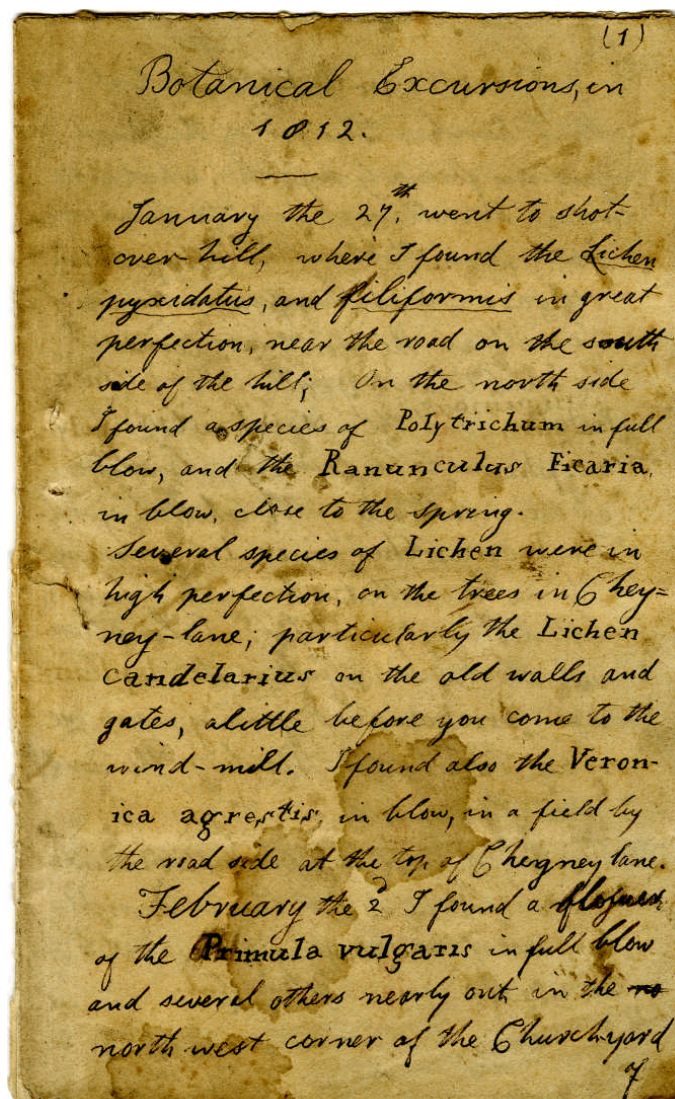 (1)
Botanical Excursions, in
1812.
January the 27th. went to shot=
over-hill, where I found the Lichen
pyxidatus, and filiformis in great
perfection, near the road on the south
side of the hill; On the north side
I found a species of Polytrichum in full
blow, and the Ranunculus Ficaria,
in blow, close to the spring.
Several species of Lichen were in
high perfection, on the trees in Chey=
ney-lane; particularly the Lichen
candelarius on the old walls and
gates, alittle before you come to the
wind-mill. I found also the Veron-
ica agrestis, in blow, in a field by
the road side at the top of Cheyney lane.
February the 2d I found a flower
of the Primula vulgaris in full blow
and several others nearly out in the no
north west corner of the Church-yard
of